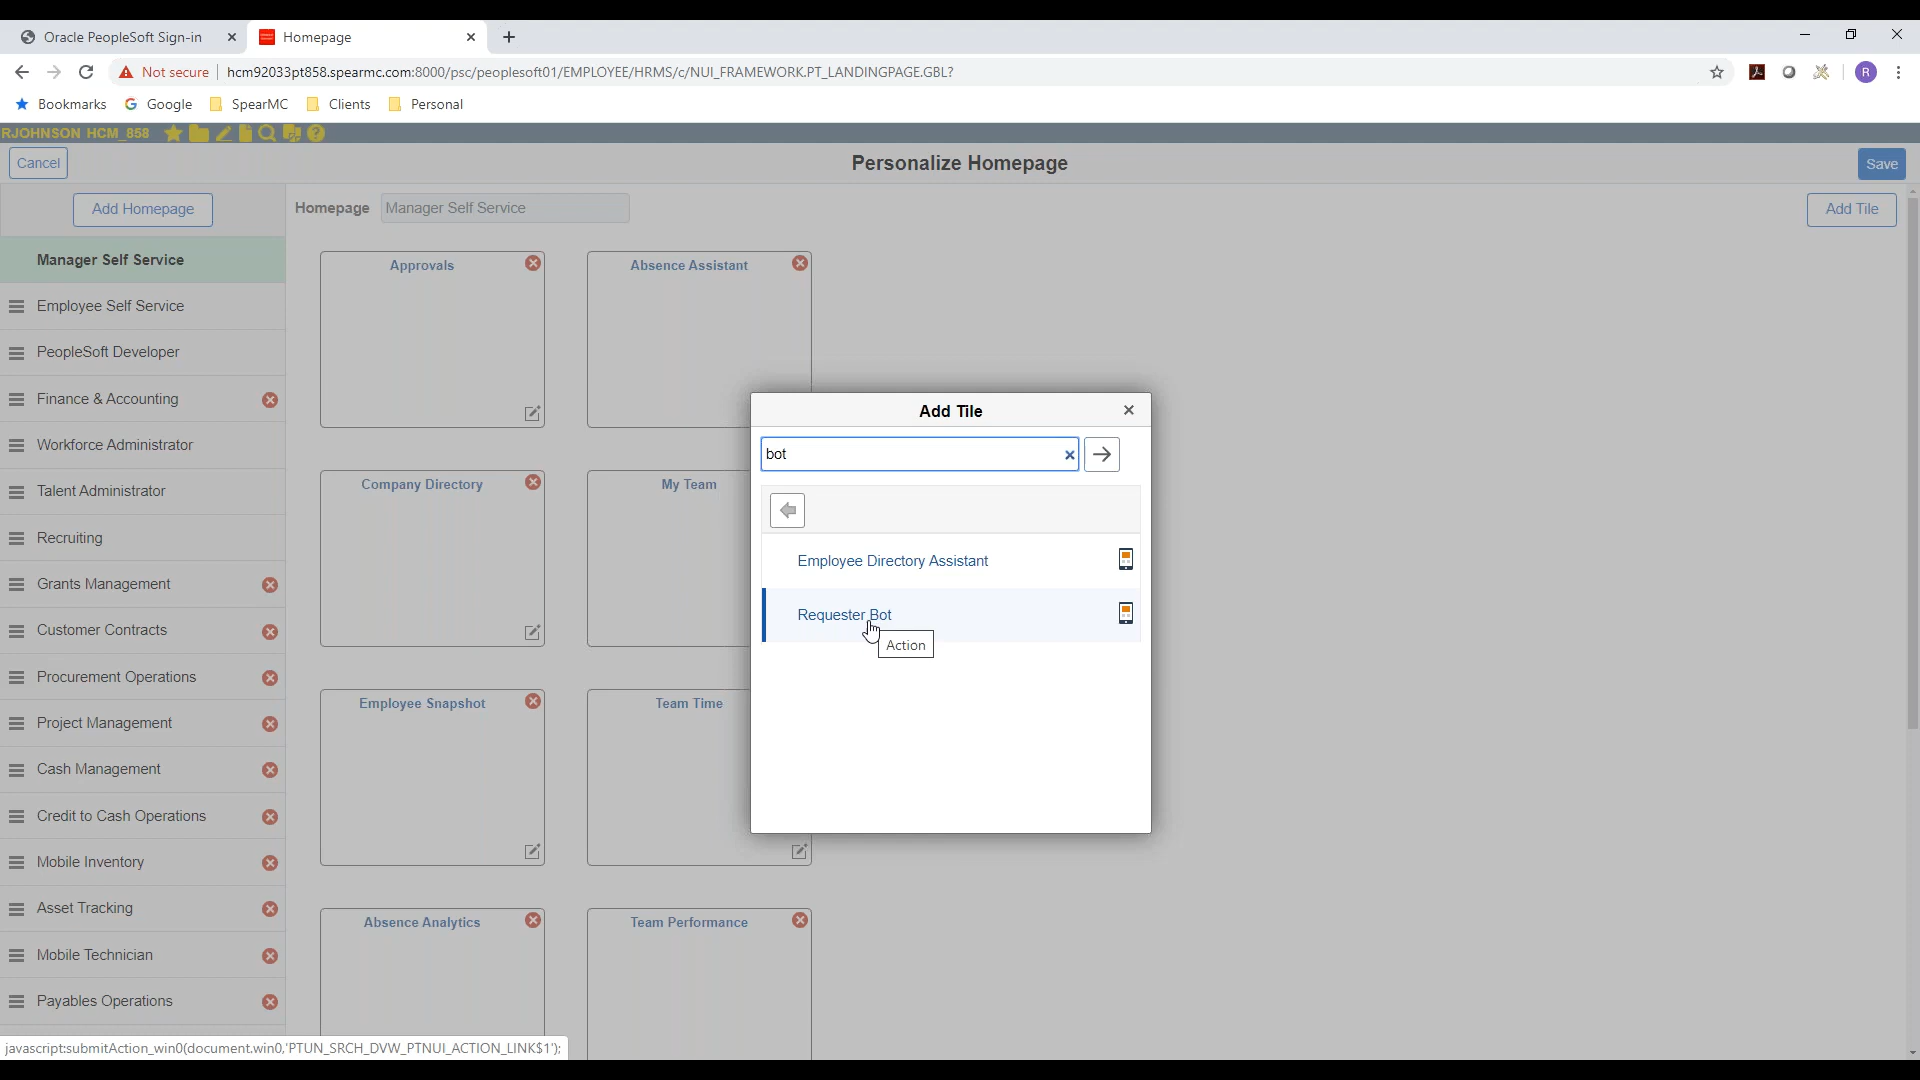 Oracle PeopleSoft Sign-in
Homepage
Not secure
hcm92033pt858.spearmc.com:8000/psc/peoplesoft01/EMPLOYEE/HRMS/c/NUI_FRAMEWORK.PT_LANDINGPAGE.GBL?
R
Bookmarks
Google
SpearMC
Clients
Personal
RJOHNSON HCM_858
Cancel
Personalize Homepage
Save
Add Homepage
Homepage
Manager Self Service
Add Tile
Manager Self Service
Employee Self Service
PeopleSoft Developer
Finance & Accounting
Workforce Administrator
Talent Administrator
Recruiting
Grants Management
Customer Contracts
Procurement Operations
Project Management
Cash Management
Credit to Cash Operations
Mobile Inventory
Asset Tracking
Mobile Technician
Payables Operations
Approvals
Absence Assistant
Company Directory
My Team
Employee Snapshot
Team Time
Absence Analytics
Team Performance
Add Tile
bot
Employee Directory Assistant
Requester Bot
Action
javascript:submitAction_win0(document.win0,'PTUN_SRCH_DVW_PTNUI_ACTION_LINK$1');